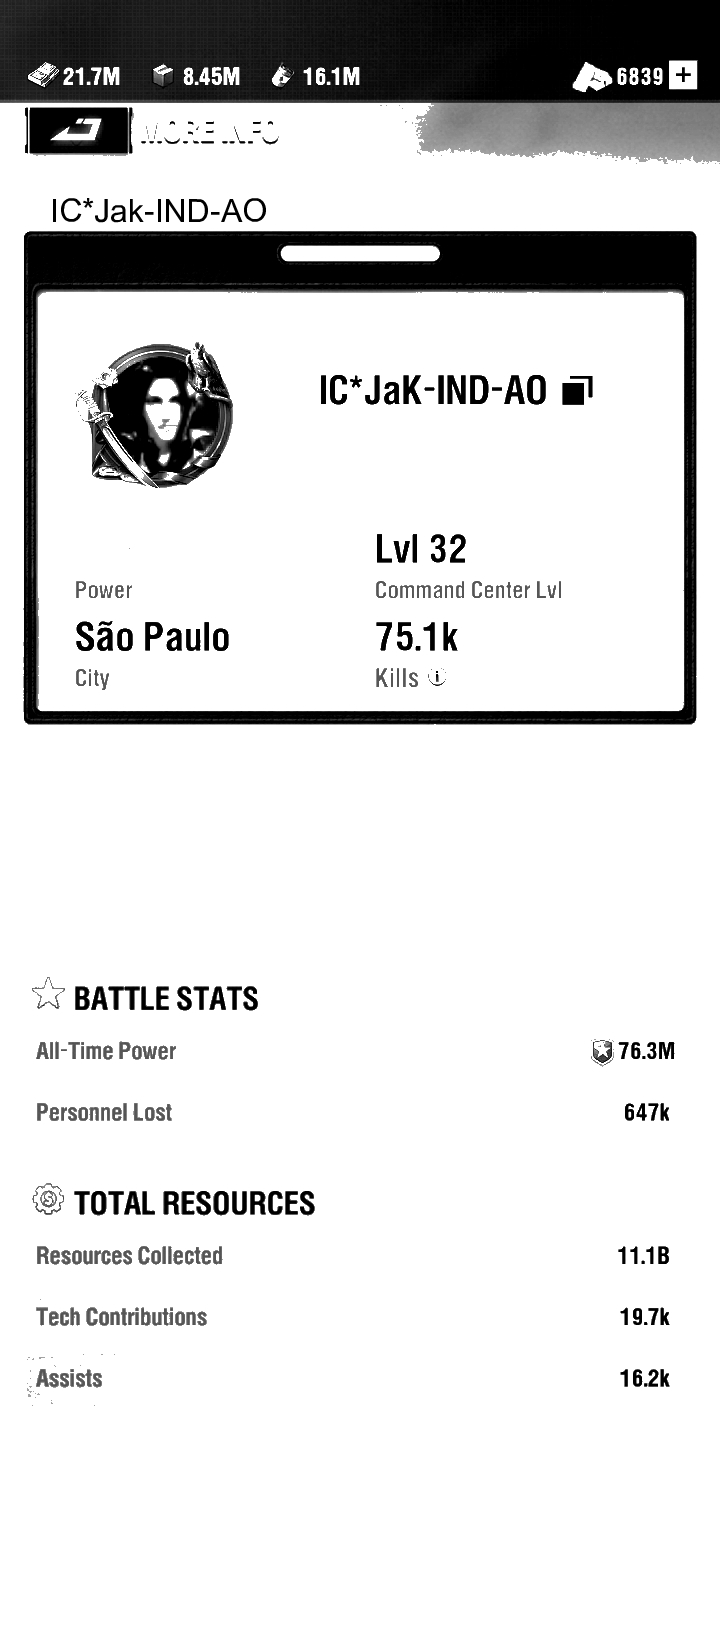 21.7M 8.45M 16.1M 6839 +
MORE INFO
IC*Jak-IND-AO
IC*JaK-IND-AO
Lvl 32
Power Command Center Lvl
São Paulo 75.1k
City Kills i
BATTLE STATS
All-Time Power 76.3M
Personnel Lost 647k
TOTAL RESOURCES
Resources Collected 11.1B
Tech Contributions 19.7k
Assists 16.2k